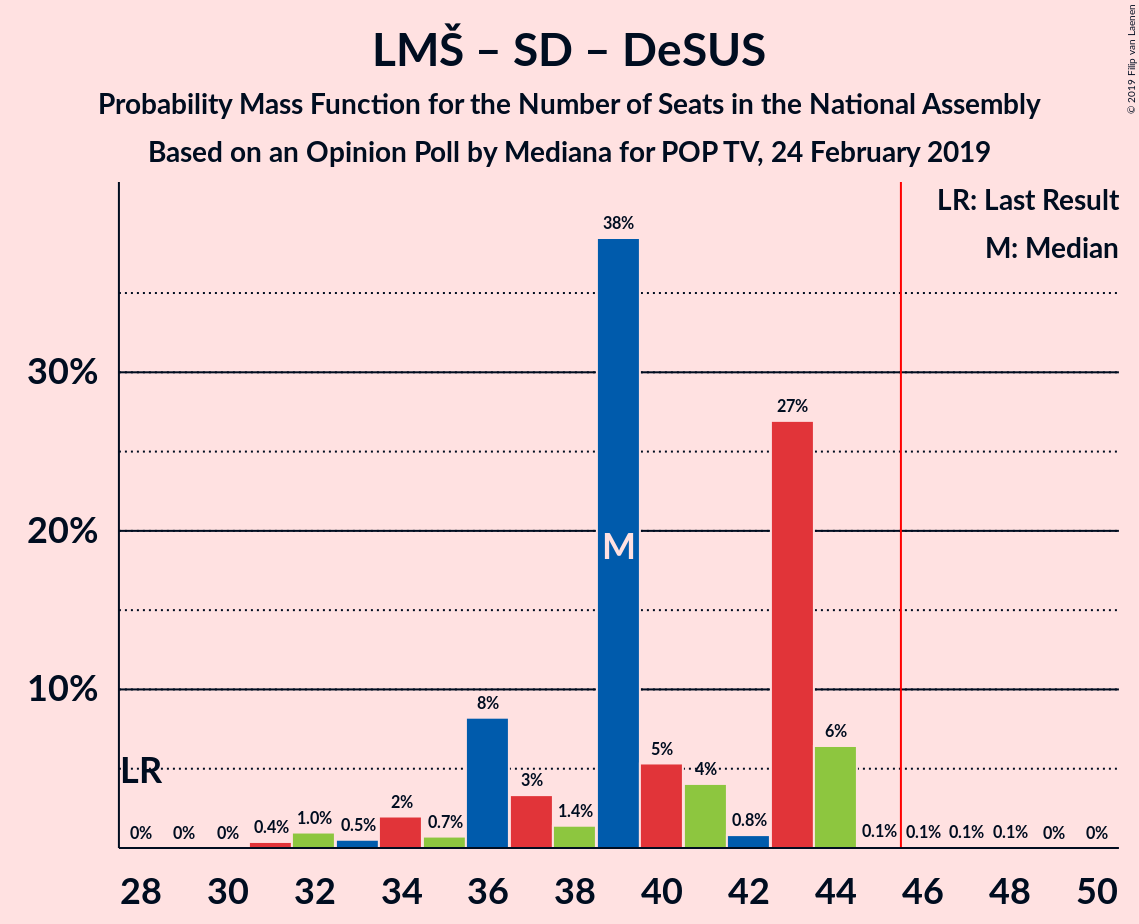 © 2019 Filip van Laenen
LMŠ – SD – DeSUS
Probability Mass Function for the Number of Seats in the National Assembly
Based on an Opinion Poll by Mediana for POP TV, 24 February 2019
LR: Last Result
M: Median
30%
20%
10%
LR
M
0% 0% 0% 0.4% 1.0% 0.5% 2% 0.7% 8% 3% 1.4% 38% 5% 4% 0.8% 27% 6% 0.1% 0.1% 0.1% 0.1% 0% 0%
28 30 32 34 36 38 40 42 44 46 48 50